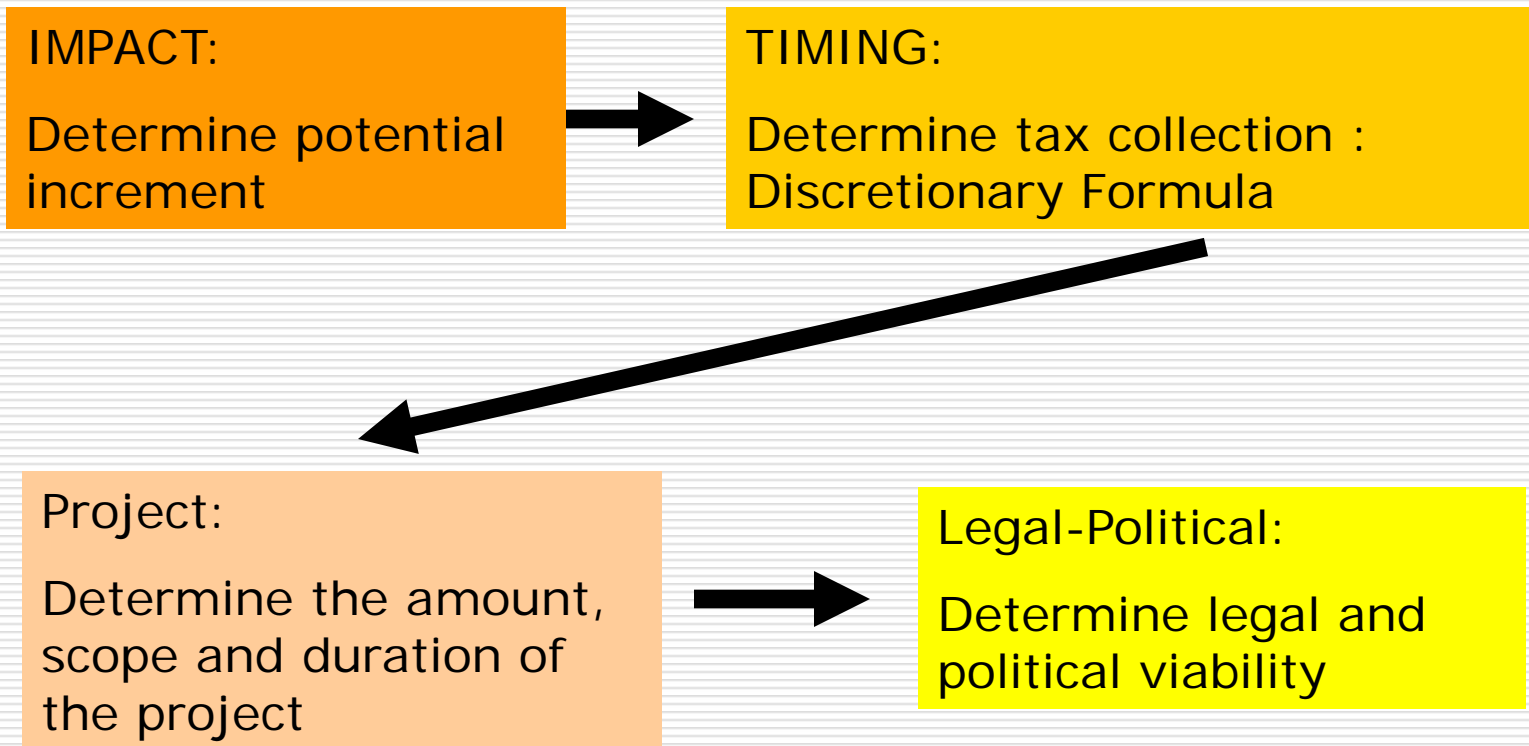 IMPACT:
Determine potential
increment
TIMING:
Determine tax collection :
Discretionary Formula
Project:
Determine the amount,
scope and duration of
the project
Legal-Political:
Determine legal and
political viability